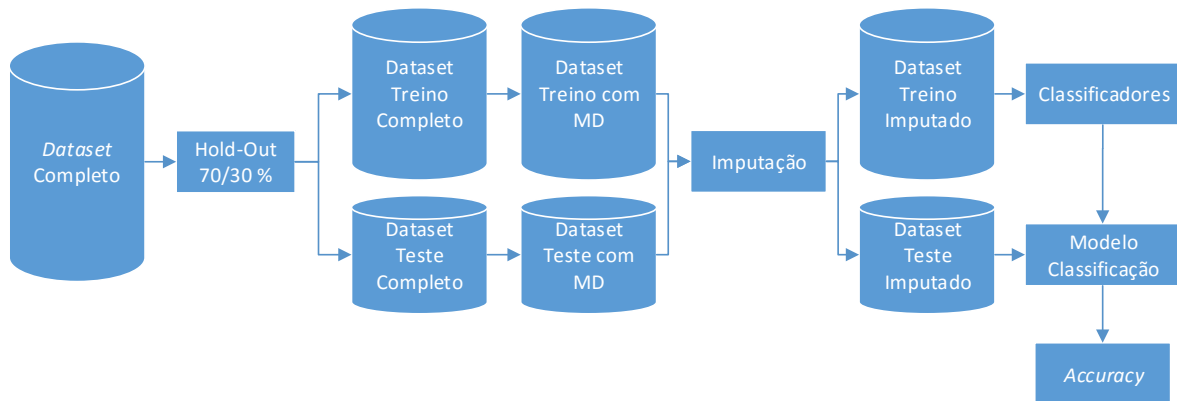 Dataset
Completo
Hold-Out
70/30 %
Dataset
Treino
Completo
Dataset
Treino com
MD
Dataset
Teste
Completo
Dataset
Teste com
MD
Imputação
Dataset
Treino
Imputado
Classificadores
Dataset
Teste
Imputado
Modelo
Classificação
Accuracy